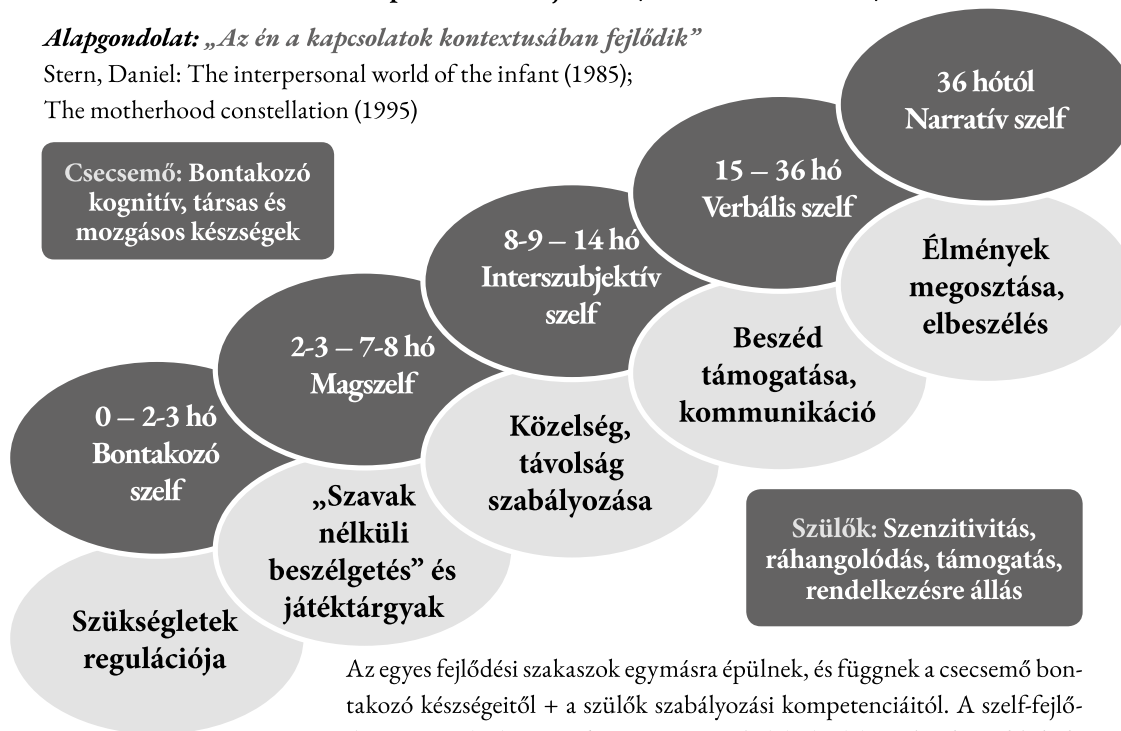 Alapgondolat: „Az én a kapcsolatok kontextusában fejlődik”
Stern, Daniel: The interpersonal world of the infant (1985);
The motherhood constellation (1995)
36 hótól
Narratív szelf
Csecsemő: Bontakozó
kognitív, társas és
mozgásos készségek
15 – 36 hó
Verbális szelf
8-9 – 14 hó
Interszubjektív
szelf
2-3 – 7-8 hó
Magszelf
0 – 2-3 hó
Bontakozó
szelf
Élmények
megosztása,
elbeszélés
Beszéd
támogatása,
kommunikáció
Közelség,
távolság
szabályozása
„Szavak
nélküli
beszélgetés” és
játéktárgyak
Szükségletek
regulációja
Szülők: Szenzitivitás,
ráhangolódás, támogatás,
rendelkezésre állás
Az egyes fejlődési szakaszok egymásra épülnek, és függnek a csecsemő bon-
takozó készségeitől + a szülők szabályozási kompetenciáitól. A szelf-fejlő-